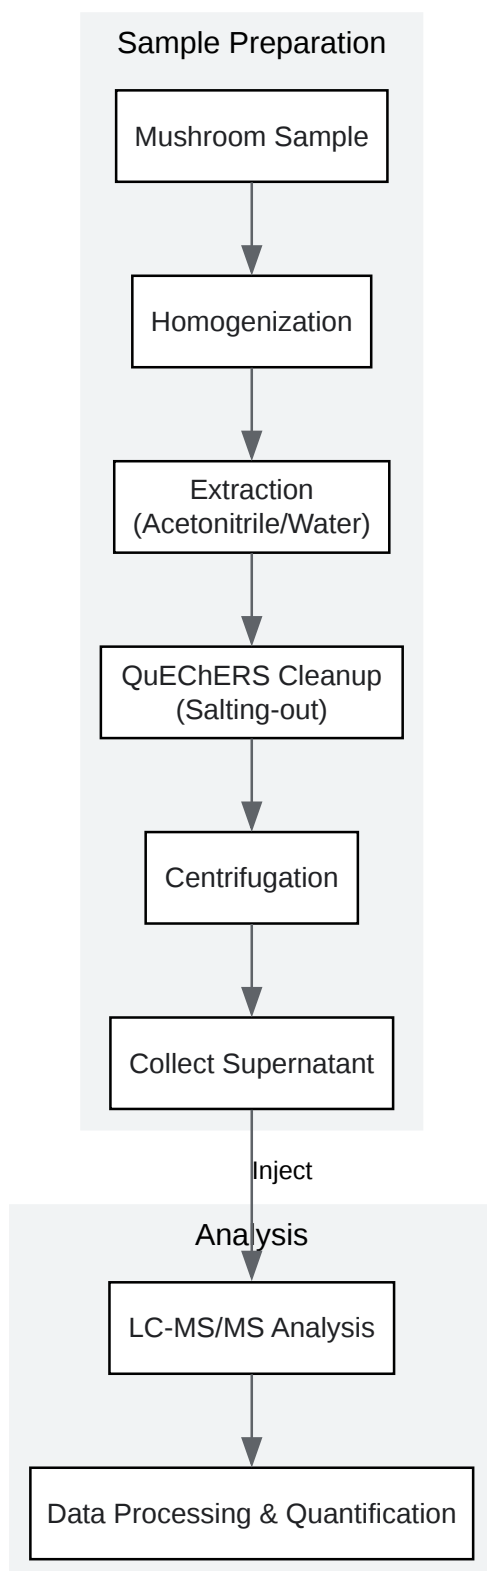 Sample Preparation
Mushroom Sample
Homogenization
Extraction
(Acetonitrile/Water)
QuEChERS Cleanup
(Salting-out)
Centrifugation
Collect Supernatant
Inject
Analysis
LC-MS/MS Analysis
Data Processing & Quantification